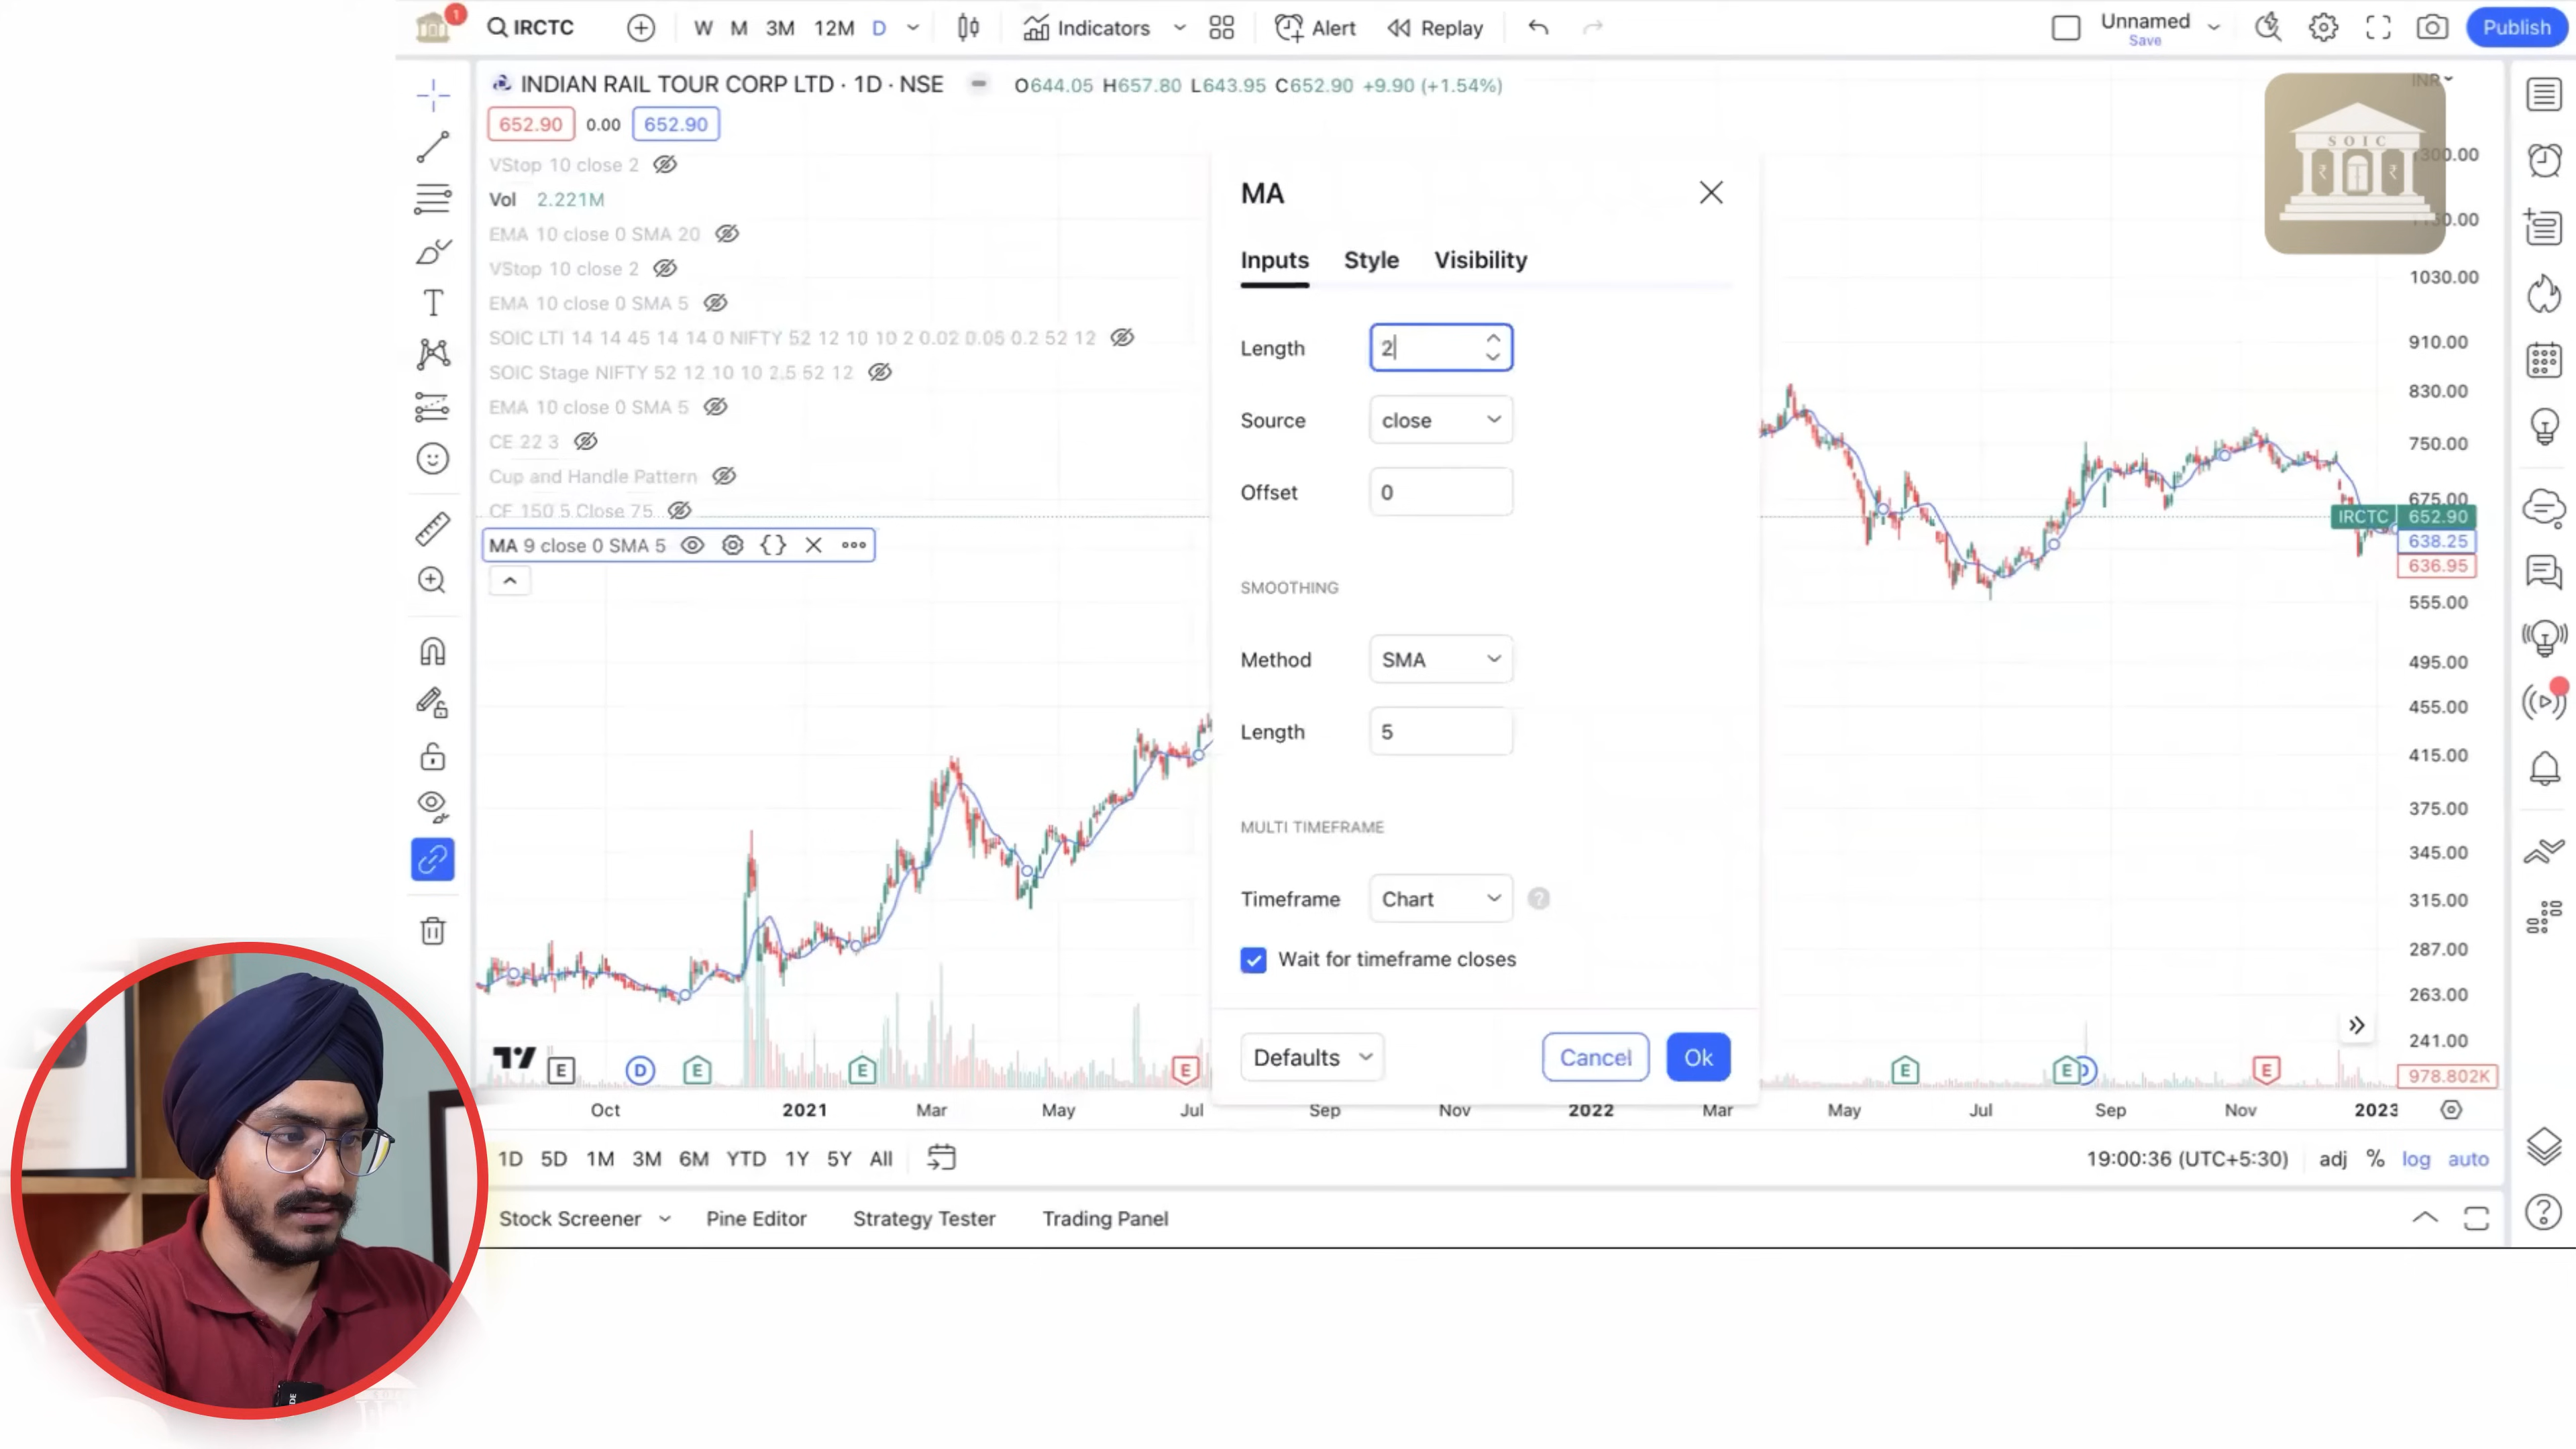 1
IRCTC
W M 3M 12M D
Indicators
Alert
Replay
Unnamed
Save
Publish
INDIAN RAIL TOUR CORP LTD · 1D · NSE
O644.05 H657.80 L643.95 C652.90 +9.90 (+1.54%)
INR
652.90 0.00 652.90
VStop 10 close 2
Vol 2.221M
EMA 10 close 0 SMA 20
VStop 10 close 2
EMA 10 close 0 SMA 5
SOIC LTI 14 14 45 14 14 0 NIFTY 52 12 10 10 2 0.02 0.05 0.2 52 12
SOIC Stage NIFTY 52 12 10 10 2.5 52 12
EMA 10 close 0 SMA 5
CE 22 3
Cup and Handle Pattern
CF 150 5 Close 75
MA 9 close 0 SMA 5
MA
Inputs Style Visibility
Length 2
Source close
Offset 0
SMOOTHING
Method SMA
Length 5
MULTI TIMEFRAME
Timeframe Chart ?
Wait for timeframe closes
Defaults Cancel Ok
SOIC
₹ ₹
1030.00
910.00
830.00
750.00
675.00
IRCTC 652.90
638.25
636.95
555.00
495.00
455.00
415.00
375.00
345.00
315.00
287.00
263.00
241.00
978.802K
E D E E E E E D E
Oct 2021 Mar May Jul Sep Nov 2022 Mar May Jul Sep Nov 2023
1D 5D 1M 3M 6M YTD 1Y 5Y All
19:00:36 (UTC+5:30) adj % log auto
Stock Screener Pine Editor Strategy Tester Trading Panel